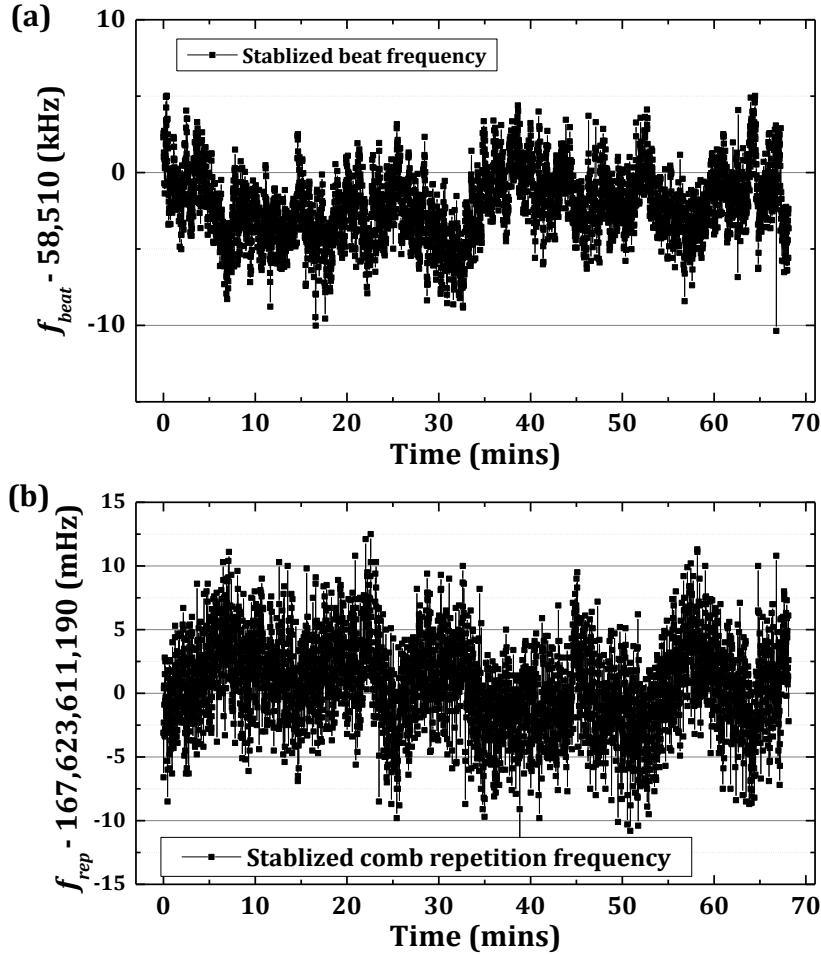 (a)
10
0
-10
f_beat - 58,510 (kHz)
Stablized beat frequency
0 10 20 30 40 50 60 70
Time (mins)
(b)
15
10
5
0
-5
-10
-15
f_rep - 167,623,611,190 (mHz)
Stablized comb repetition frequency
0 10 20 30 40 50 60 70
Time (mins)